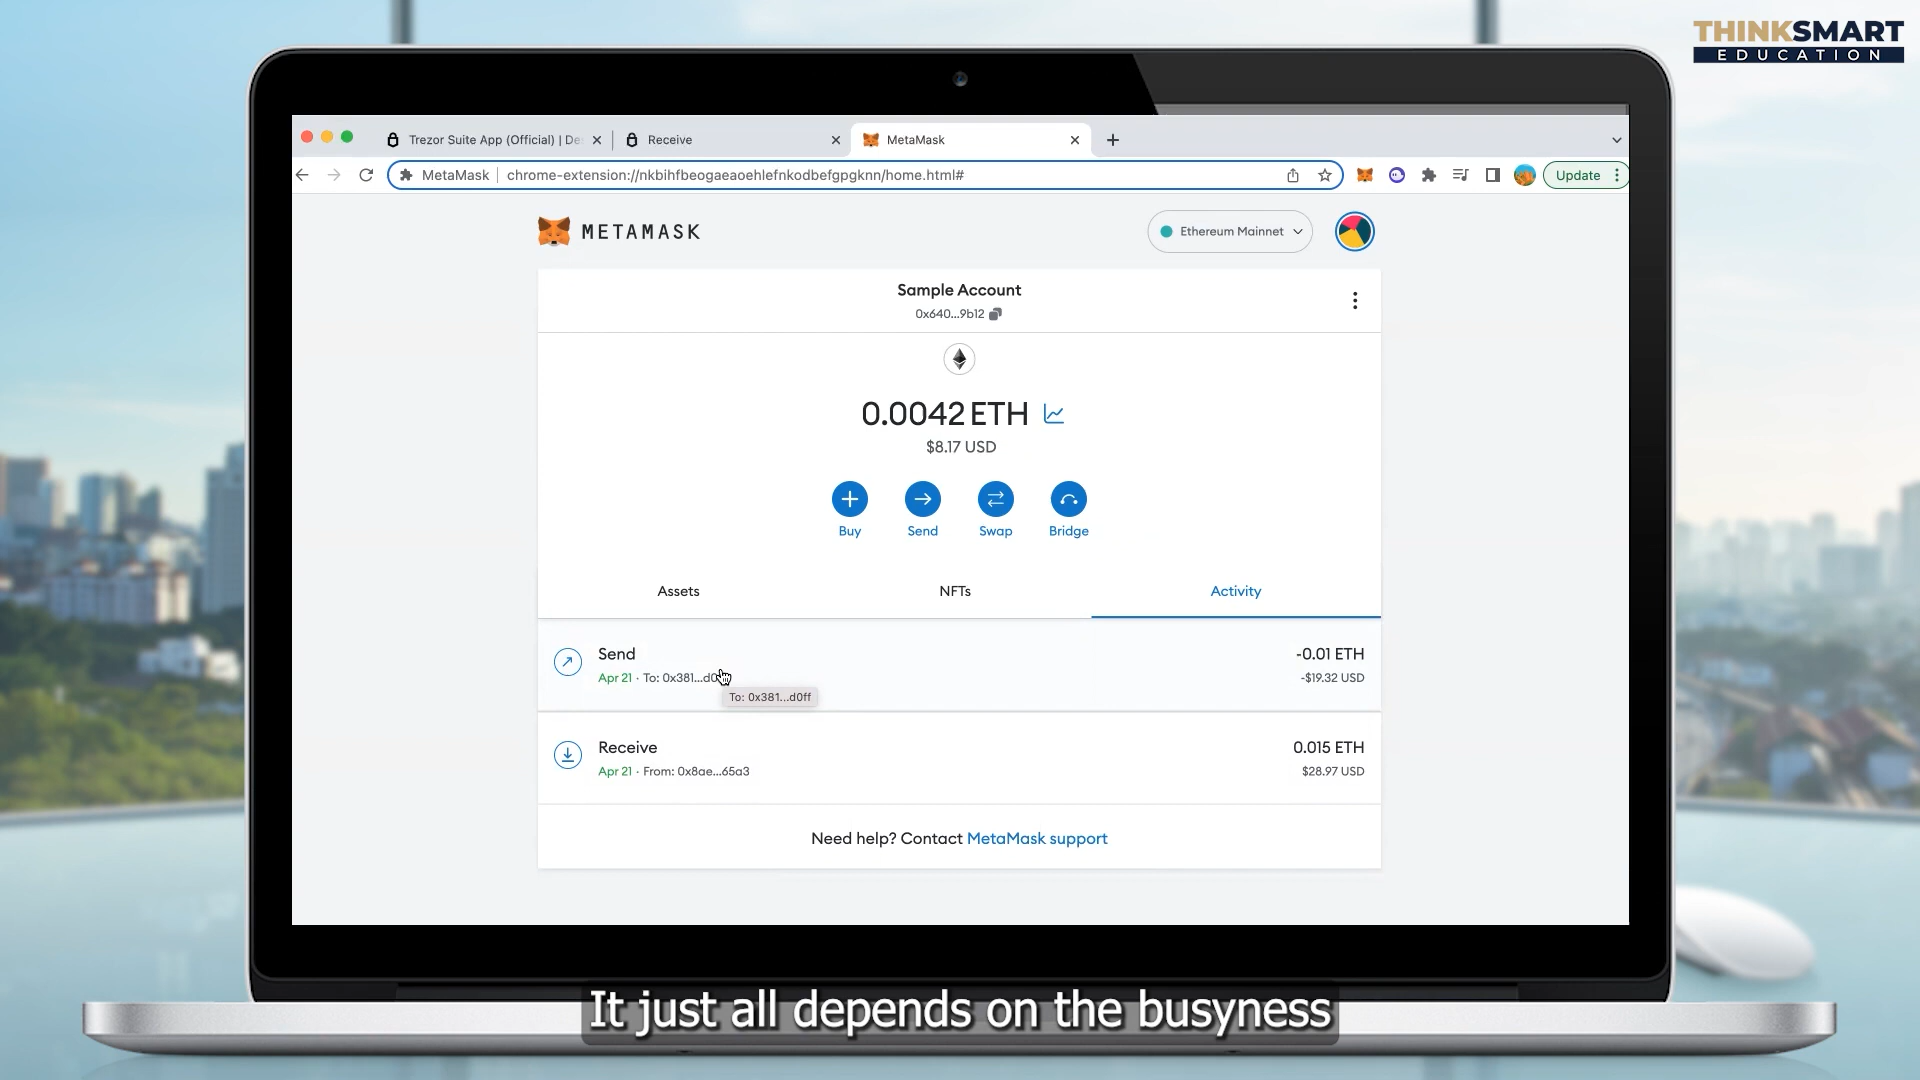 THINKSMART
EDUCATION
Trezor Suite App (Official) | De
Receive
MetaMask
MetaMask
chrome-extension://nkbihfbeogaeaoehlefnkodbefgpgknn/home.html#
Update
METAMASK
Ethereum Mainnet
Sample Account
0x640...9b12
0.0042 ETH
$8.17 USD
Buy
Send
Swap
Bridge
Assets
NFTs
Activity
Send
-0.01 ETH
Apr 21 · To: 0x381...d0
-$19.32 USD
To: 0x381...d0ff
Receive
0.015 ETH
Apr 21 · From: 0x8ae...65a3
$28.97 USD
Need help? Contact MetaMask support
It just all depends on the busyness